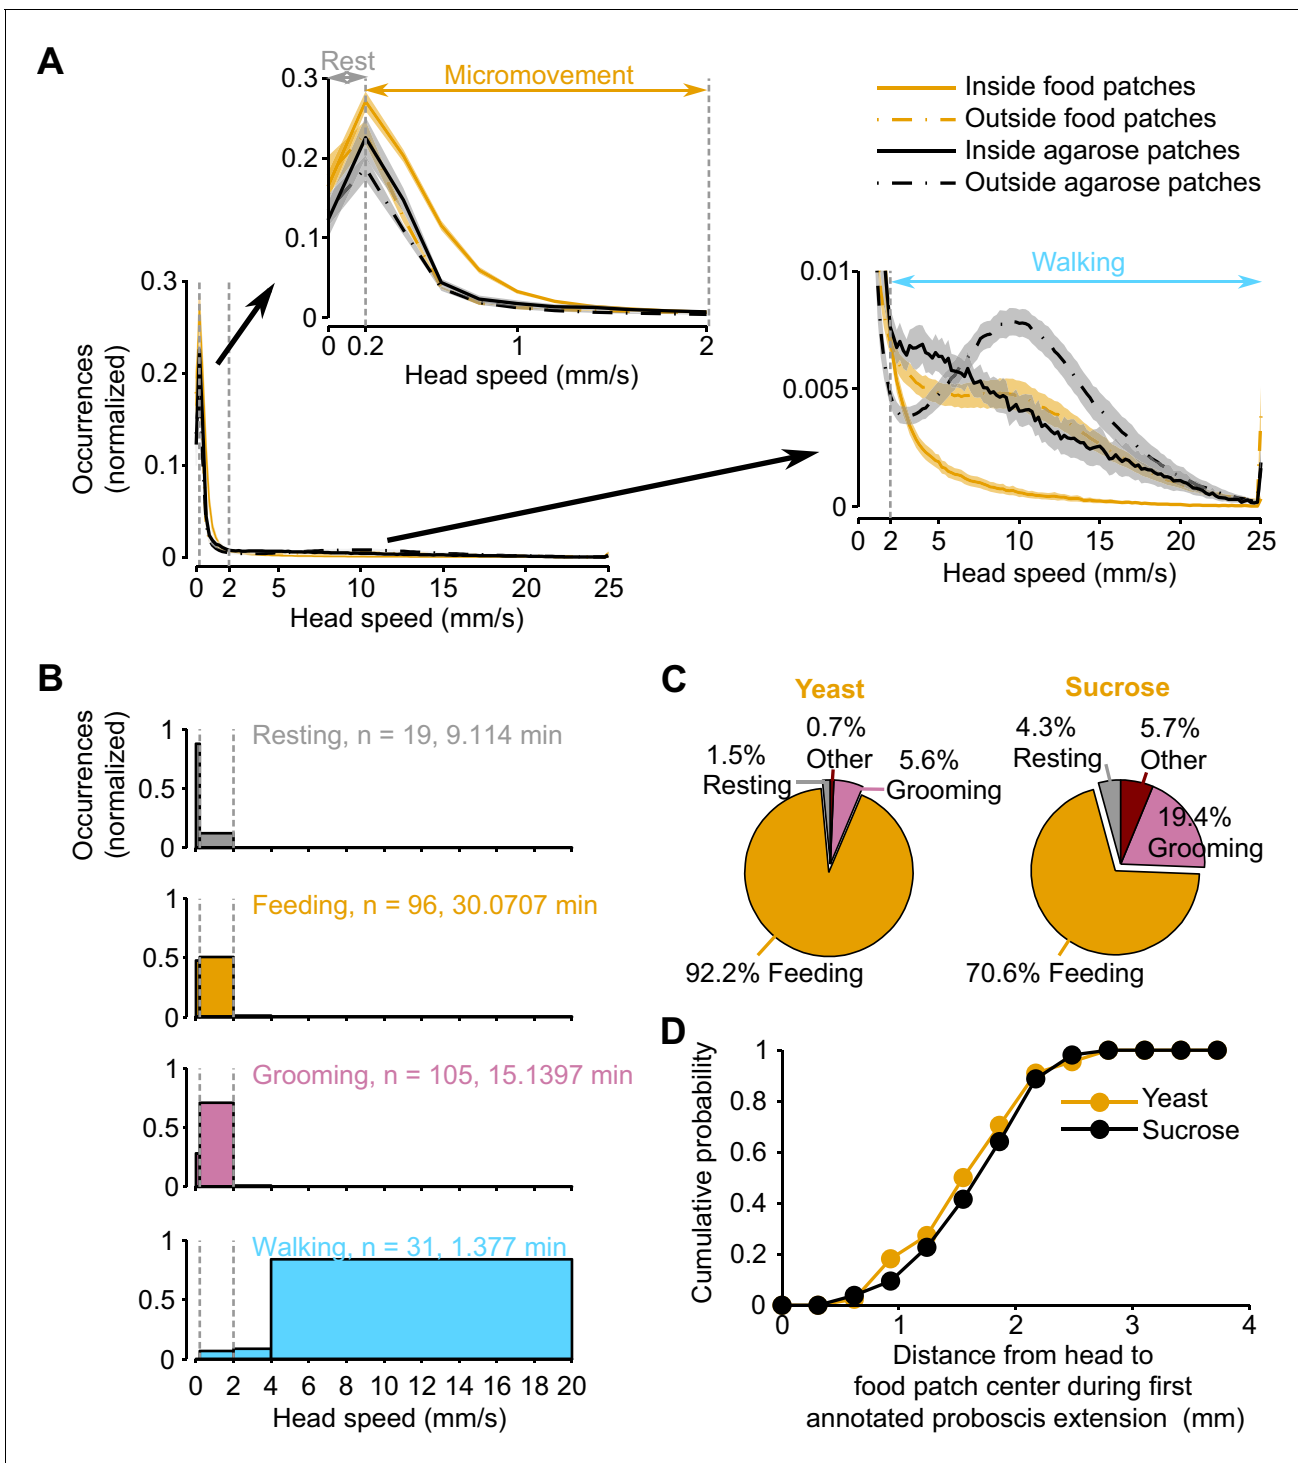 A
Rest
Micromovement
0.3
0.2
0.1
0
0
0.2
1
2
Head speed (mm/s)
Inside food patches
Outside food patches
Inside agarose patches
Outside agarose patches
0.3
0.2
0.1
0
Occurrences
(normalized)
0
2
5
10
15
20
25
Head speed (mm/s)
Walking
0.01
0.005
0
0
2
5
10
15
20
25
Head speed (mm/s)
B
Occurrences
(normalized)
1
0.5
0
Resting, n = 19, 9.114 min
1
0.5
0
Feeding, n = 96, 30.0707 min
1
0.5
0
Grooming, n = 105, 15.1397 min
1
0.5
0
Walking, n = 31, 1.377 min
0 2 4 6 8 10 12 14 16 18 20
Head speed (mm/s)
C
Yeast
0.7%
Other
1.5%
Resting
5.6%
Grooming
92.2% Feeding
Sucrose
4.3%
Resting
5.7%
Other
19.4%
Grooming
70.6% Feeding
D
Cumulative probability
1
0.8
0.6
0.4
0.2
0
Yeast
Sucrose
0
1
2
3
4
Distance from head to
food patch center during first
annotated proboscis extension (mm)